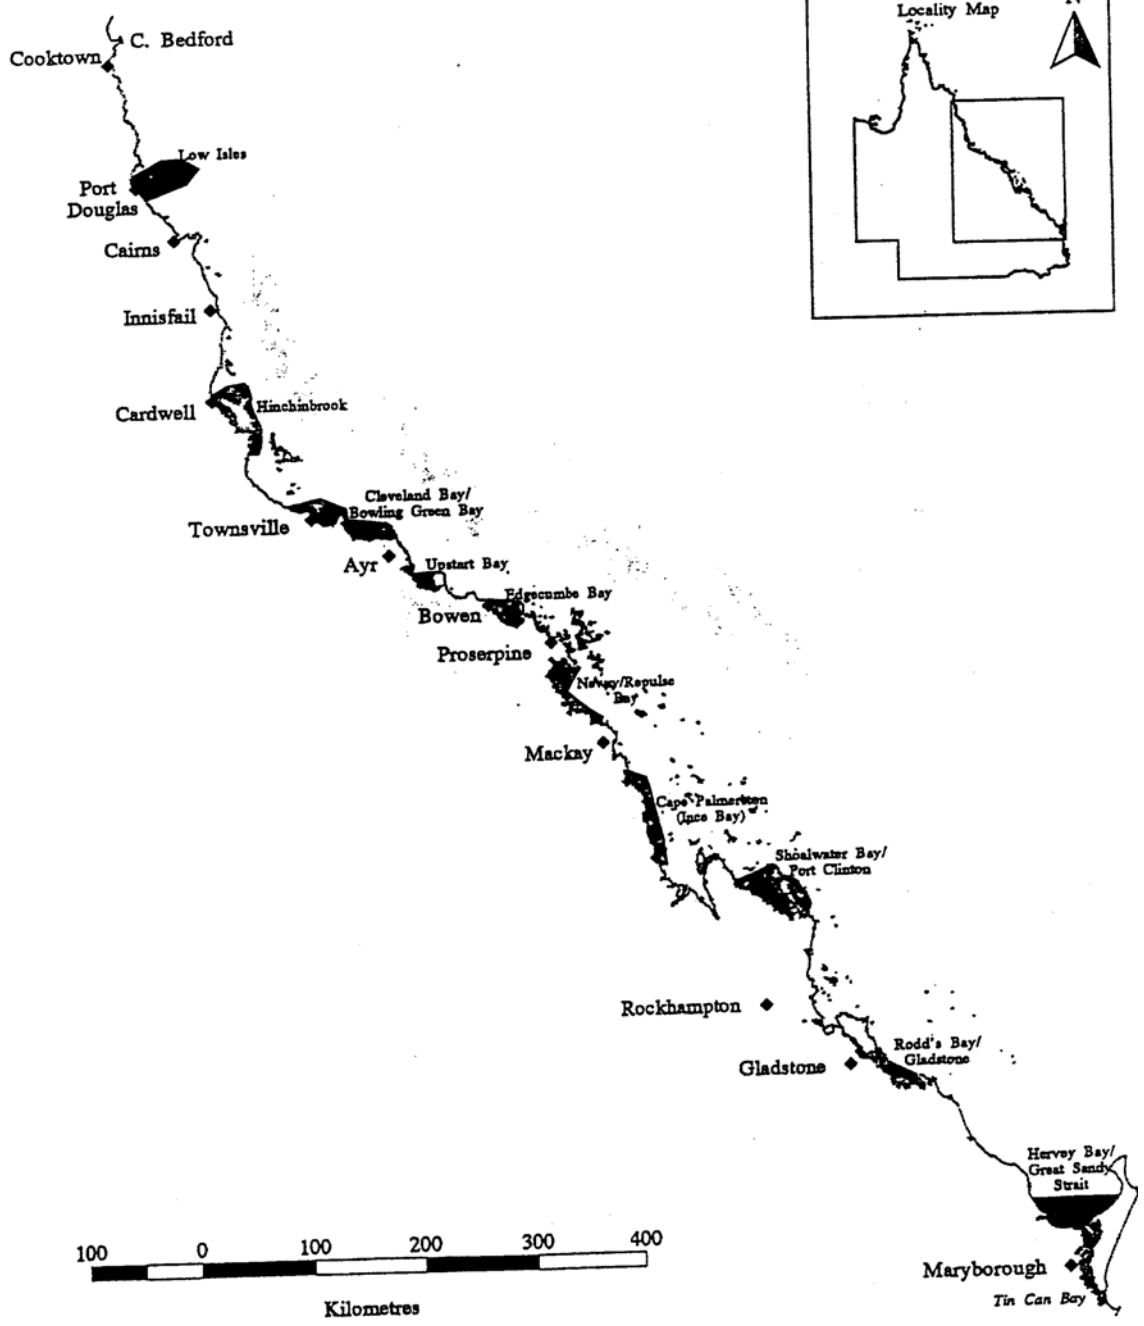 Locality Map
N
C. Bedford
Cooktown
Low Isles
Port
Douglas
Cairns
Innisfail
Cardwell
Hinchinbrook
Cleveland Bay/
Bowling Green Bay
Townsville
Ayr
Upstart Bay
Edgecumbe Bay
Bowen
Proserpine
Newry/Repulse
Bay
Mackay
Cape Palmerston
(Ince Bay)
Shoalwater Bay/
Port Clinton
Rockhampton
Rodd's Bay/
Gladstone
Gladstone
Hervey Bay/
Great Sandy
Strait
100 0 100 200 300 400
Kilometres
Maryborough
Tin Can Bay